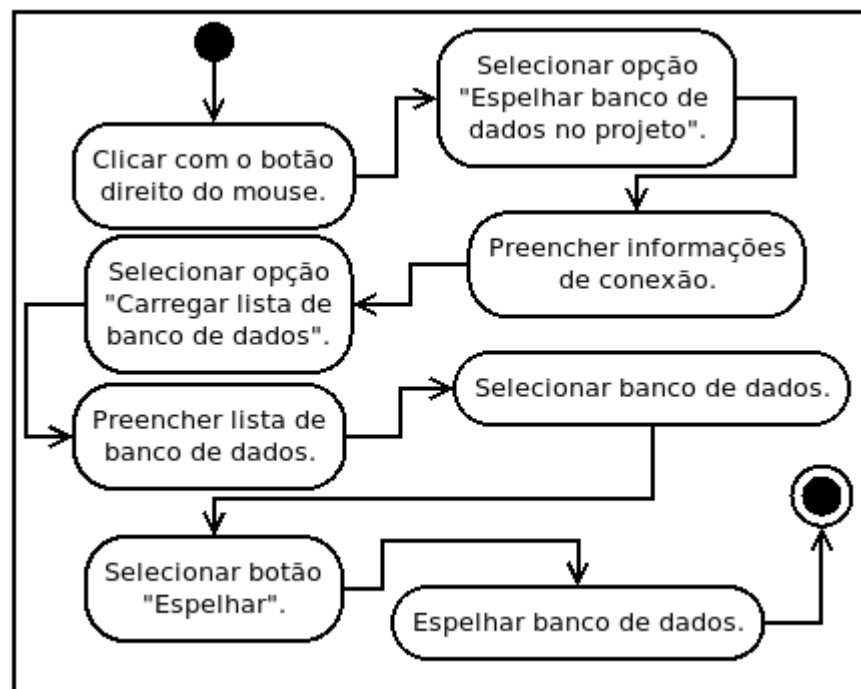 Clicar com o botão
direito do mouse.
Selecionar opção
"Espelhar banco de
dados no projeto".
Preencher informações
de conexão.
Selecionar opção
"Carregar lista de
banco de dados".
Preencher lista de
banco de dados.
Selecionar banco de dados.
Selecionar botão
"Espelhar".
Espelhar banco de dados.